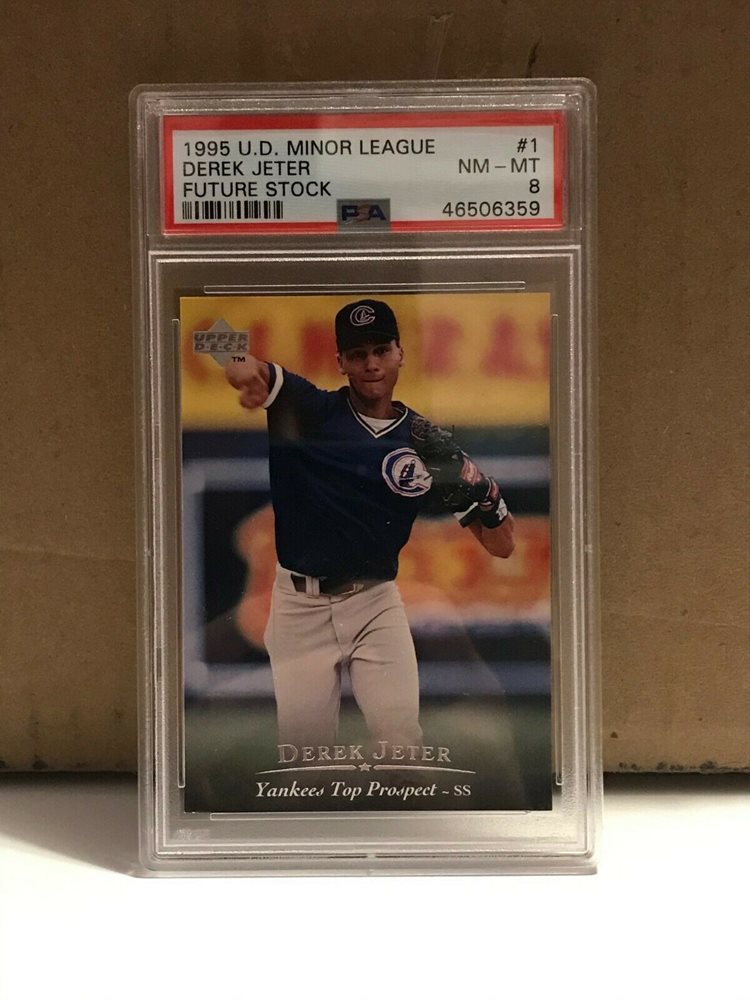 1995 U.D. MINOR LEAGUE #1
DEREK JETER NM - MT
FUTURE STOCK 8
PSA 46506359
UPPER
DECK
TM
C
DEREK JETER
Yankees Top Prospect ~ SS